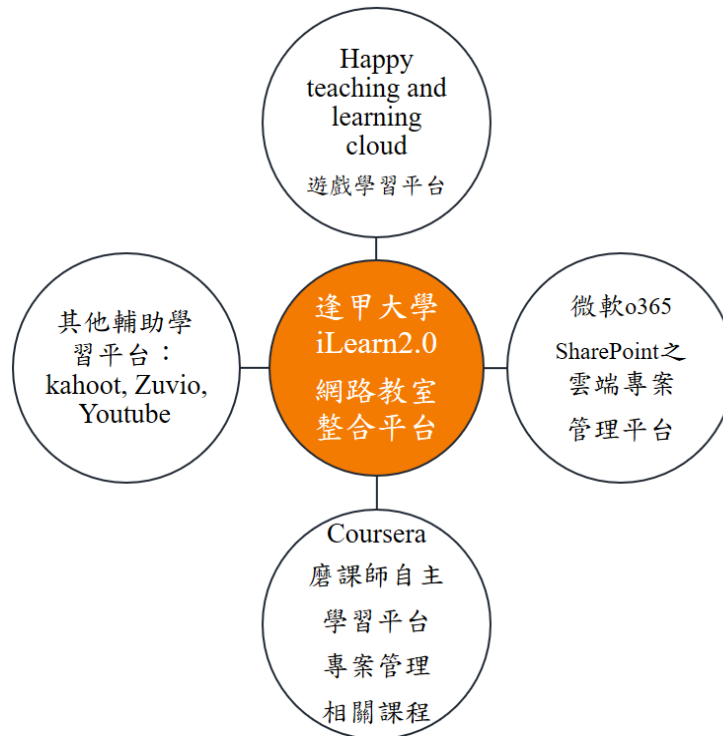 Happy
teaching and
learning
cloud
遊戲學習平台
其他輔助學
習平台：
kahoot, Zuvio,
Youtube
逢甲大學
iLearn2.0
網路教室
整合平台
微軟o365
SharePoint之
雲端專案
管理平台
Coursera
磨課師自主
學習平台
專案管理
相關課程